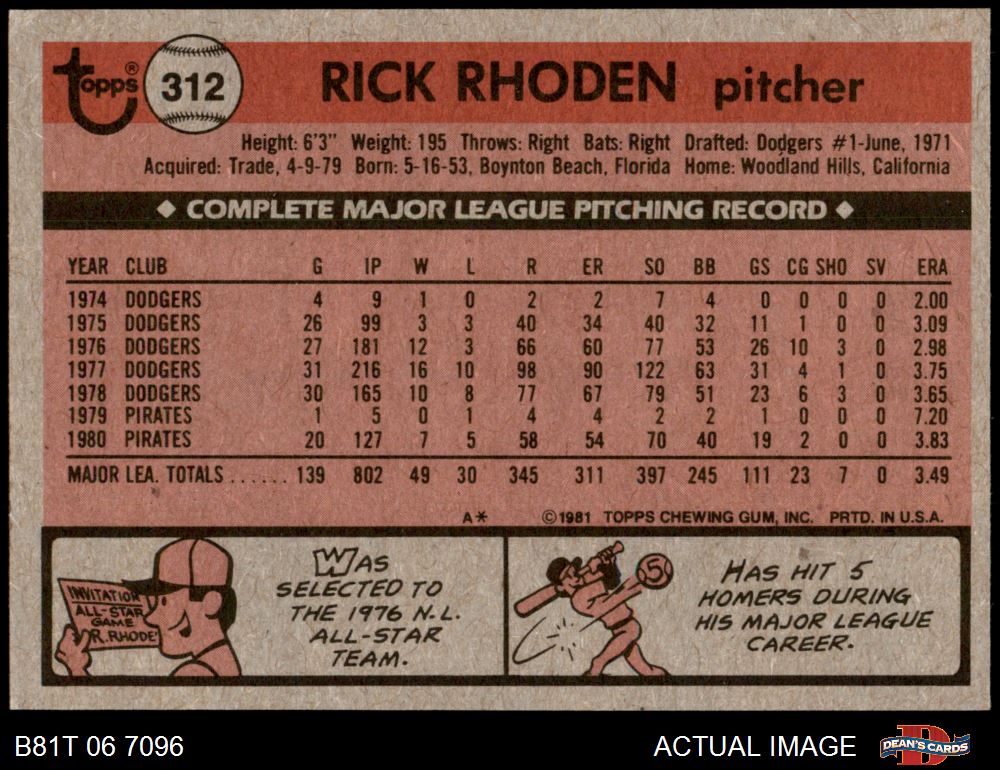 topps® 312 RICK RHODEN pitcher
Height: 6'3" Weight: 195 Throws: Right Bats: Right Drafted: Dodgers #1-June, 1971
Acquired: Trade, 4-9-79 Born: 5-16-53, Boynton Beach, Florida Home: Woodland Hills, California
◆ COMPLETE MAJOR LEAGUE PITCHING RECORD ◆
YEAR CLUB G IP W L R ER SO BB GS CG SHO SV ERA
1974 DODGERS 4 9 1 0 2 2 7 4 0 0 0 0 2.00
1975 DODGERS 26 99 3 3 40 34 40 32 11 1 0 0 3.09
1976 DODGERS 27 181 12 3 66 60 77 53 26 10 3 0 2.98
1977 DODGERS 31 216 16 10 98 90 122 63 31 4 1 0 3.75
1978 DODGERS 30 165 10 8 77 67 79 51 23 6 3 0 3.65
1979 PIRATES 1 5 0 1 4 4 2 2 1 0 0 0 7.20
1980 PIRATES 20 127 7 5 58 54 70 40 19 2 0 0 3.83
MAJOR LEA. TOTALS ...... 139 802 49 30 345 311 397 245 111 23 7 0 3.49
A* ©1981 TOPPS CHEWING GUM, INC. PRTD. IN U.S.A.
INVITATION
ALL-STAR
GAME
R. RHODE
WAS
SELECTED TO
THE 1976 N.L.
ALL-STAR
TEAM.
5
HAS HIT 5
HOMERS DURING
HIS MAJOR LEAGUE
CAREER.
B81T 06 7096 ACTUAL IMAGE D DEAN'S CARDS